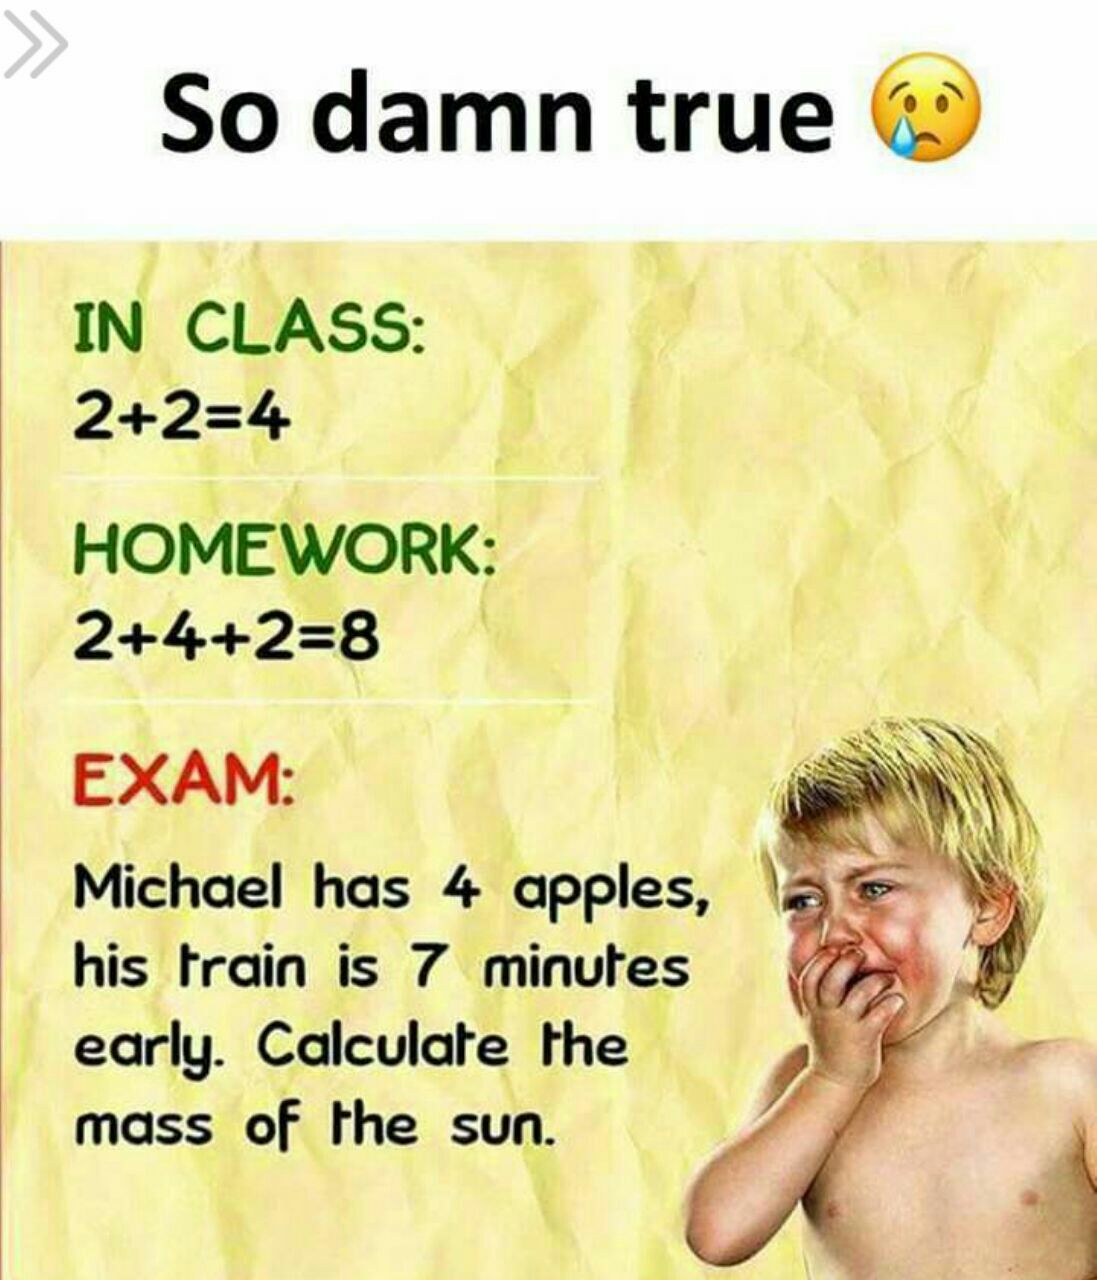 So damn true 😢
IN CLASS:
2+2=4
HOMEWORK:
2+4+2=8
EXAM:
Michael has 4 apples,
his train is 7 minutes
early. Calculate the
mass of the sun.